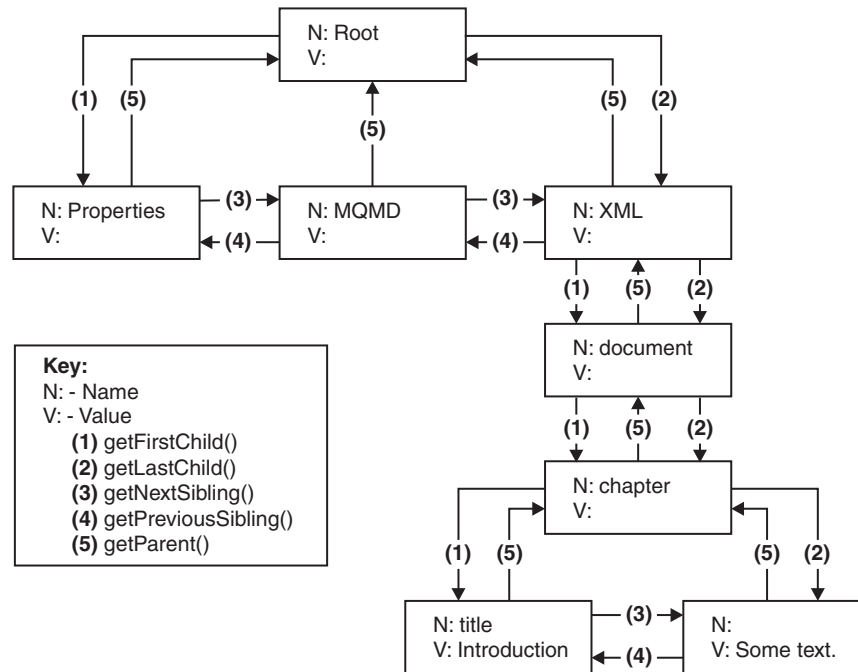 N: Root
V:
(1)
(5)
(5)
(5)
(2)
N: Properties
V:
(3)
(4)
N: MQMD
V:
(3)
(4)
N: XML
V:
(1)
(5)
(2)
N: document
V:
(1)
(5)
(2)
N: chapter
V:
(1)
(5)
(5)
(2)
N: title
V: Introduction
(3)
(4)
N:
V: Some text.
Key:
N: - Name
V: - Value
(1) getFirstChild()
(2) getLastChild()
(3) getNextSibling()
(4) getPreviousSibling()
(5) getParent()